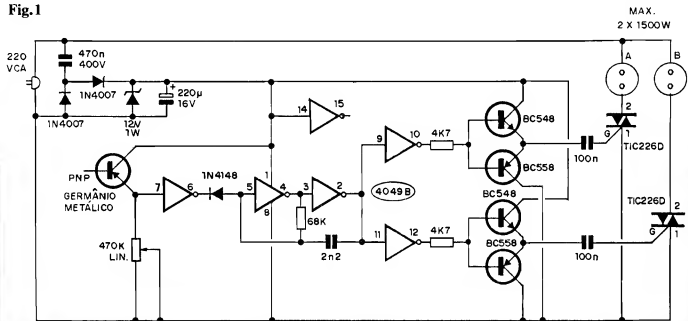 Fig.1
MAX.
2 X 1500W
A
B
220
VCA
470n
400V
1N4007
1N4007
12V
1W
+
220µ
16V
14
15
PNP
GERMÂNIO
METÁLICO
7
6
1N4148
5
1
4
8
3
2
68K
2n2
470K
LIN.
4049B
9
10
4K7
11
12
4K7
BC548
BC558
BC548
BC558
100n
100n
2
G
1
TIC226D
TIC226D
2
G
1